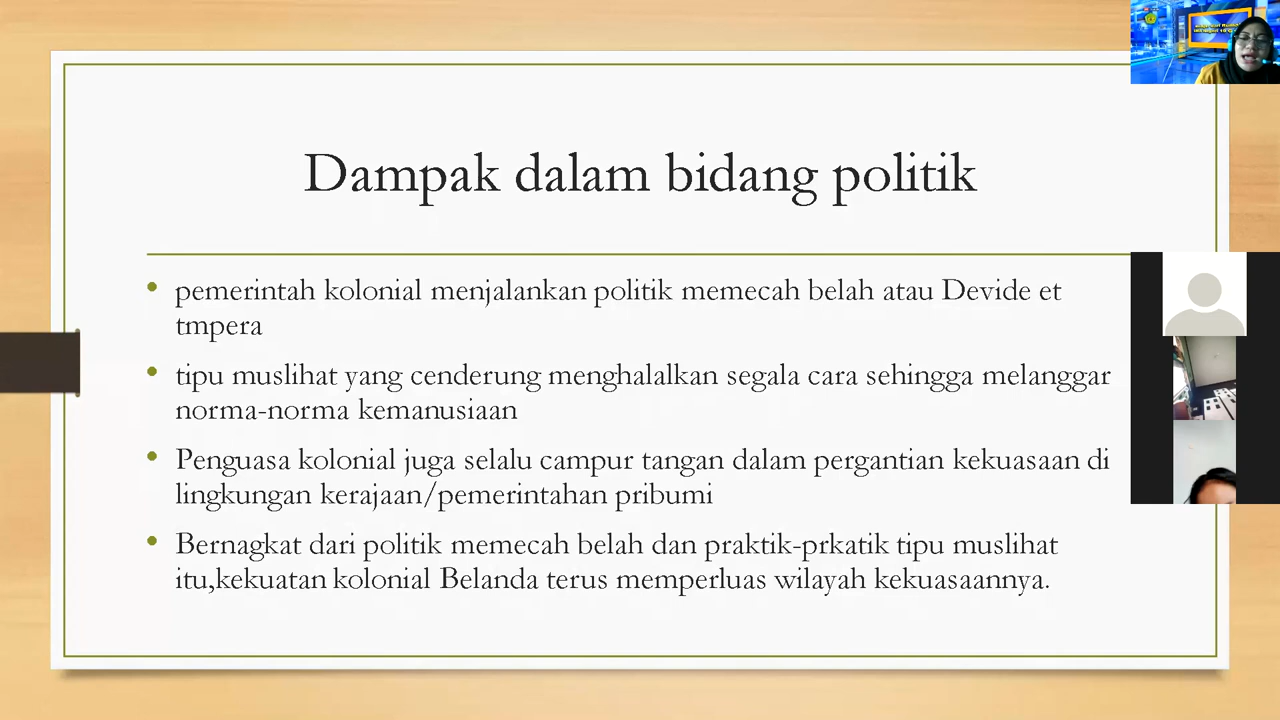 Dampak dalam bidang politik
• pemerintah kolonial menjalankan politik memecah belah atau Devide et
tmpera
• tipu muslihat yang cenderung menghalalkan segala cara sehingga melanggar
norma-norma kemanusiaan
• Penguasa kolonial juga selalu campur tangan dalam pergantian kekuasaan di
lingkungan kerajaan/pemerintahan pribumi
• Bernagkat dari politik memecah belah dan praktik-prkatik tipu muslihat
itu,kekuatan kolonial Belanda terus memperluas wilayah kekuasaannya.